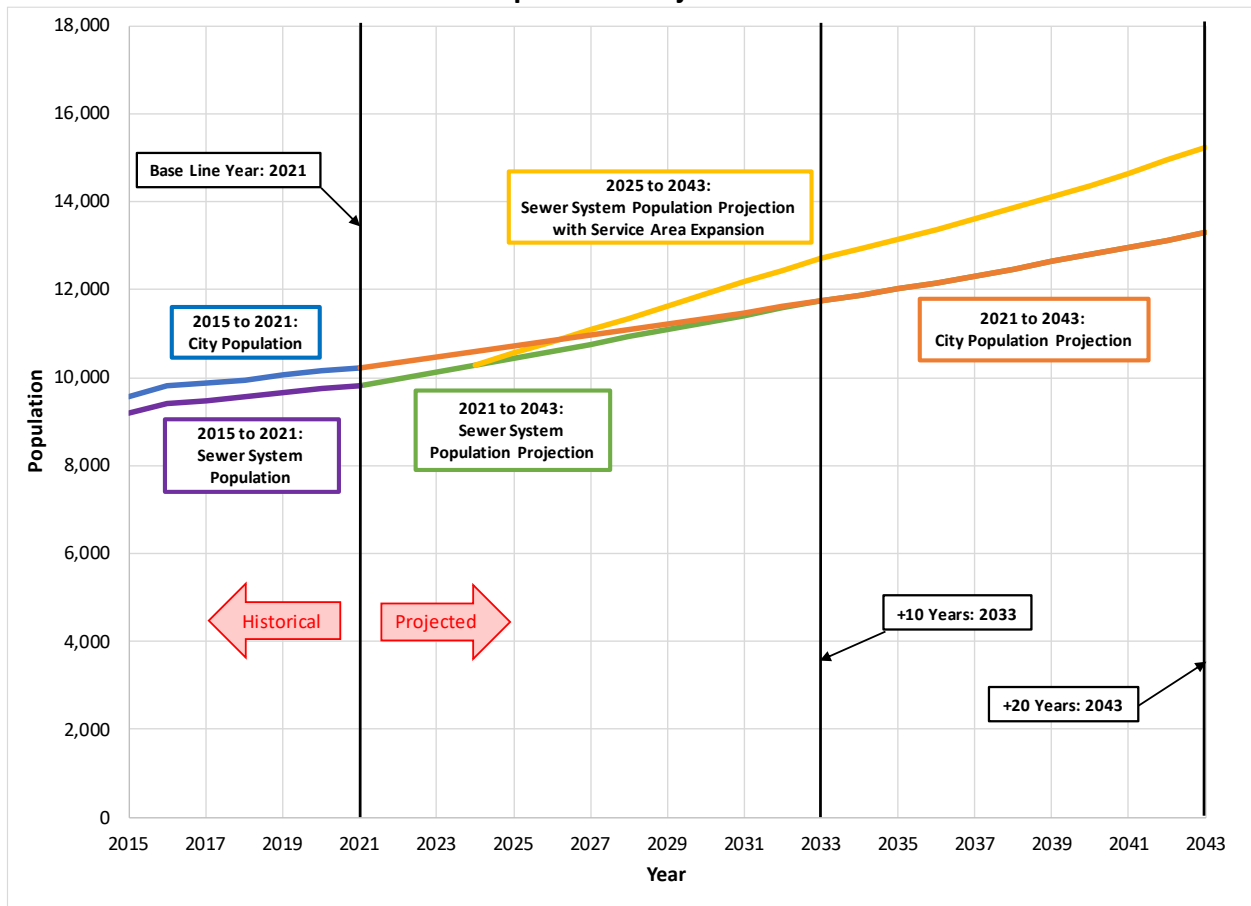 18,000
16,000
14,000
12,000
10,000
8,000
6,000
4,000
2,000
0
Population
Base Line Year: 2021
2025 to 2043:
Sewer System Population Projection
with Service Area Expansion
2015 to 2021:
City Population
2021 to 2043:
City Population Projection
2015 to 2021:
Sewer System
Population
2021 to 2043:
Sewer System
Population Projection
Historical
Projected
+10 Years: 2033
+20 Years: 2043
2015 2017 2019 2021 2023 2025 2027 2029 2031 2033 2035 2037 2039 2041 2043
Year